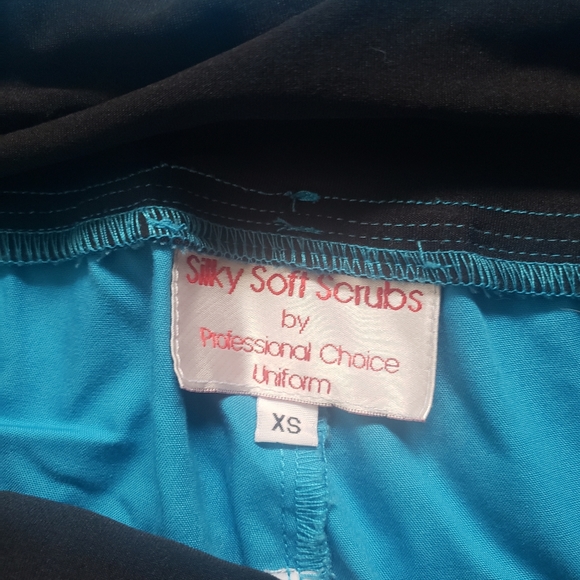 Silky Soft Scrubs
by
Professional Choice
Uniform
XS